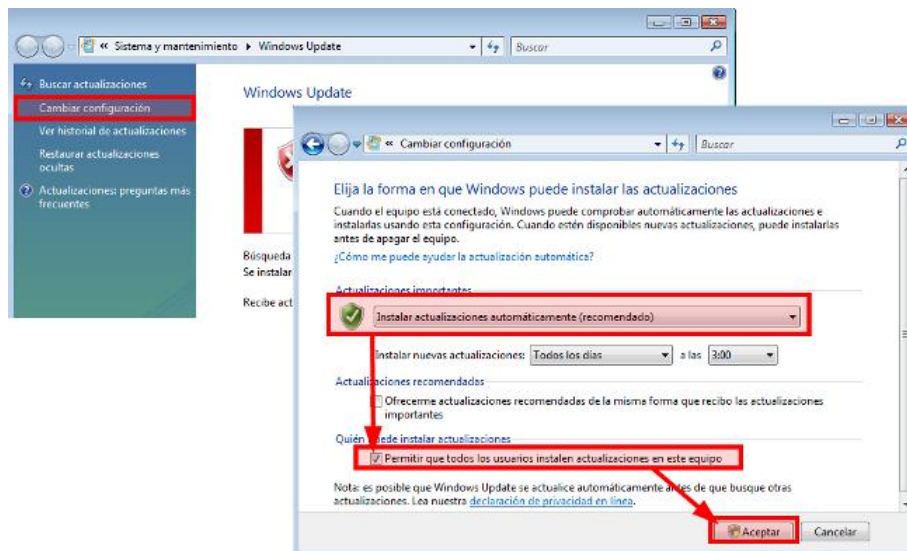 « Sistema y mantenimiento ▸ Windows Update
Buscar
Buscar actualizaciones
Cambiar configuración
Ver historial de actualizaciones
Restaurar actualizaciones
ocultas
Actualizaciones: preguntas más
frecuentes
Windows Update
Búsqueda
Se instalar
Recibe act
« Cambiar configuración
Buscar
Elija la forma en que Windows puede instalar las actualizaciones
Cuando el equipo está conectado, Windows puede comprobar automáticamente las actualizaciones e
instalarlas usando esta configuración. Cuando estén disponibles nuevas actualizaciones, puede instalarlas
antes de apagar el equipo.
¿Cómo me puede ayudar la actualización automática?
Actualizaciones importantes
Instalar actualizaciones automáticamente (recomendado)
Instalar nuevas actualizaciones: Todos los días a las 3:00
Actualizaciones recomendadas
Ofrecerme actualizaciones recomendadas de la misma forma que recibo las actualizaciones
importantes
Quién puede instalar actualizaciones
Permitir que todos los usuarios instalen actualizaciones en este equipo
Nota: es posible que Windows Update se actualice automáticamente antes de que busque otras
actualizaciones. Lea nuestra declaración de privacidad en línea.
Aceptar Cancelar